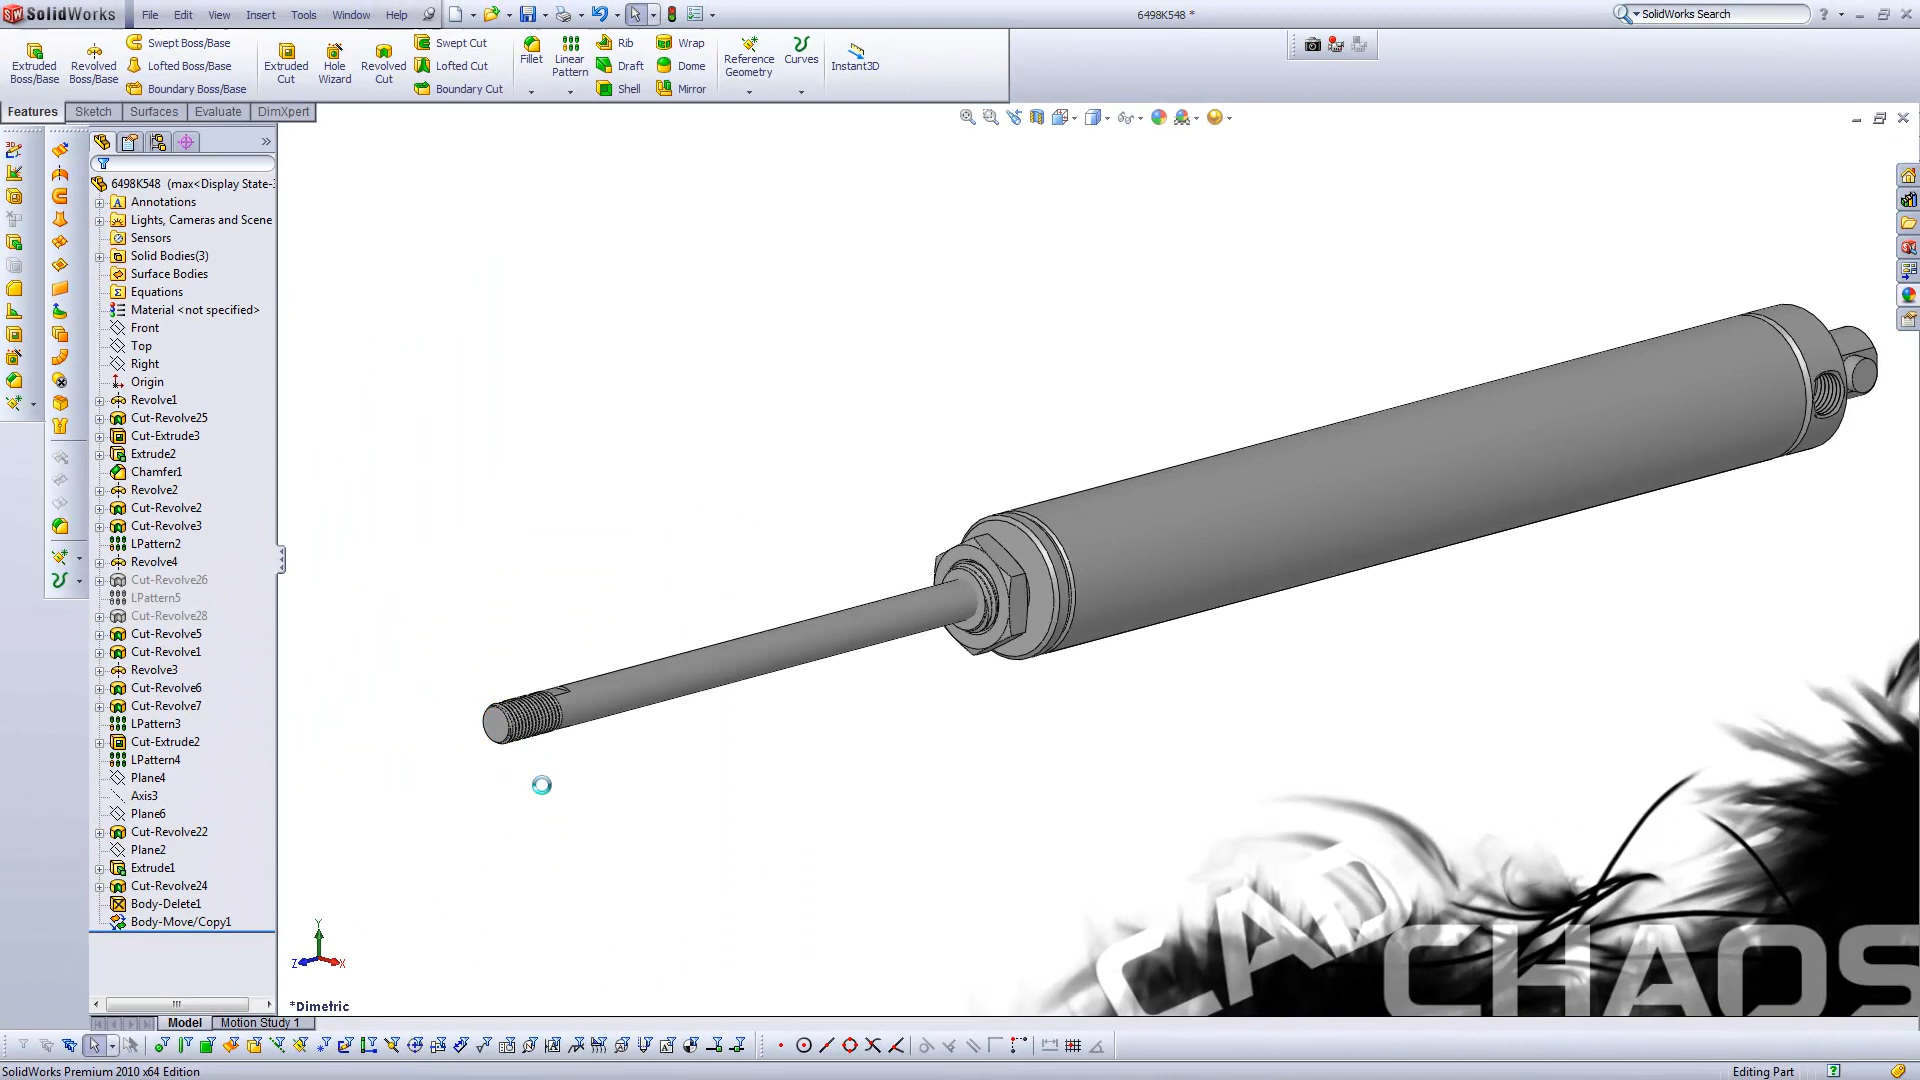 SolidWorks File Edit View Insert Tools Window Help 6498K548 * SolidWorks Search
Extruded Boss/Base
Revolved Boss/Base
Swept Boss/Base
Lofted Boss/Base
Boundary Boss/Base
Extruded Cut
Hole Wizard
Revolved Cut
Swept Cut
Lofted Cut
Boundary Cut
Fillet
Linear Pattern
Rib
Draft
Shell
Wrap
Dome
Mirror
Reference Geometry
Curves
Instant3D
Features Sketch Surfaces Evaluate DimXpert
6498K548 (max<Display State-
Annotations
Lights, Cameras and Scene
Sensors
Solid Bodies(3)
Surface Bodies
Equations
Material <not specified>
Front
Top
Right
Origin
Revolve1
Cut-Revolve25
Cut-Extrude3
Extrude2
Chamfer1
Revolve2
Cut-Revolve2
Cut-Revolve3
LPattern2
Revolve4
Cut-Revolve26
LPattern5
Cut-Revolve28
Cut-Revolve5
Cut-Revolve1
Revolve3
Cut-Revolve6
Cut-Revolve7
LPattern3
Cut-Extrude2
LPattern4
Plane4
Axis3
Plane6
Cut-Revolve22
Plane2
Extrude1
Cut-Revolve24
Body-Delete1
Body-Move/Copy1
Y
Z X
*Dimetric
CAD
CHAOS
Model Motion Study 1
SolidWorks Premium 2010 x64 Edition Editing Part